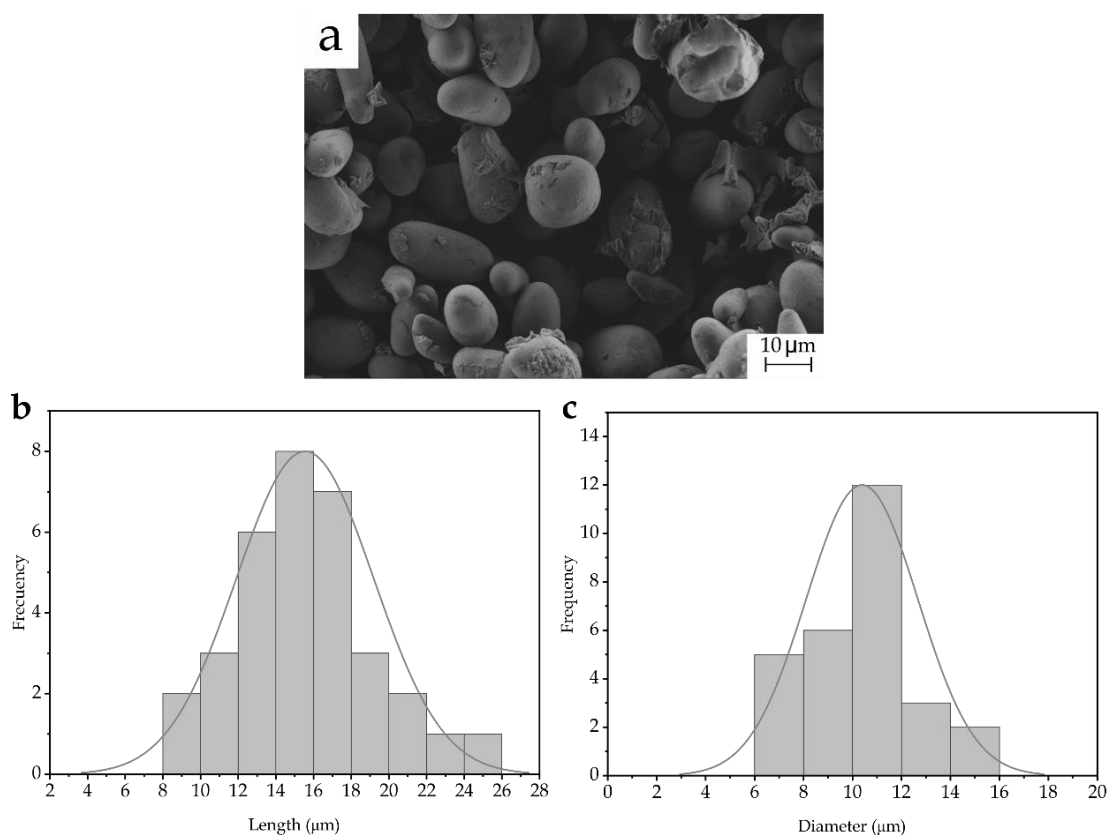 a
10 μm
b
8
6
4
2
0
Frecuency
2 4 6 8 10 12 14 16 18 20 22 24 26 28
Length (μm)
c
14
12
10
8
6
4
2
0
Frequency
0 2 4 6 8 10 12 14 16 18 20
Diameter (μm)